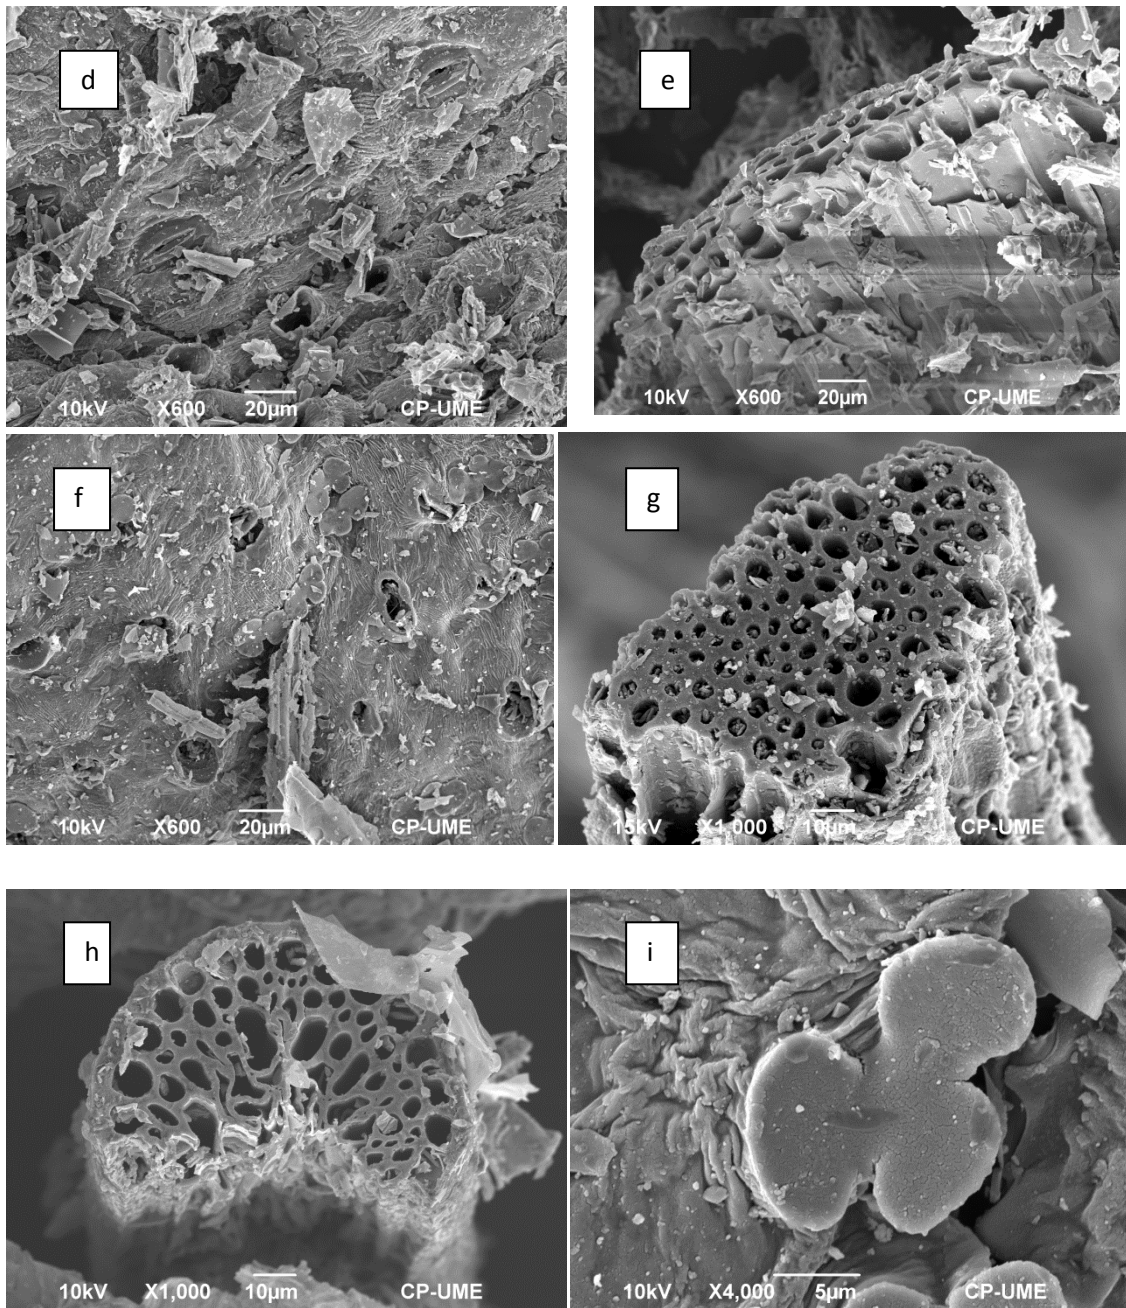 d
10kV X600 20µm CP-UME
e
10kV X600 20µm CP-UME
f
10kV X600 20µm CP-UME
g
15kV X1,000 10µm CP-UME
h
10kV X1,000 10µm CP-UME
i
10kV X4,000 5µm CP-UME